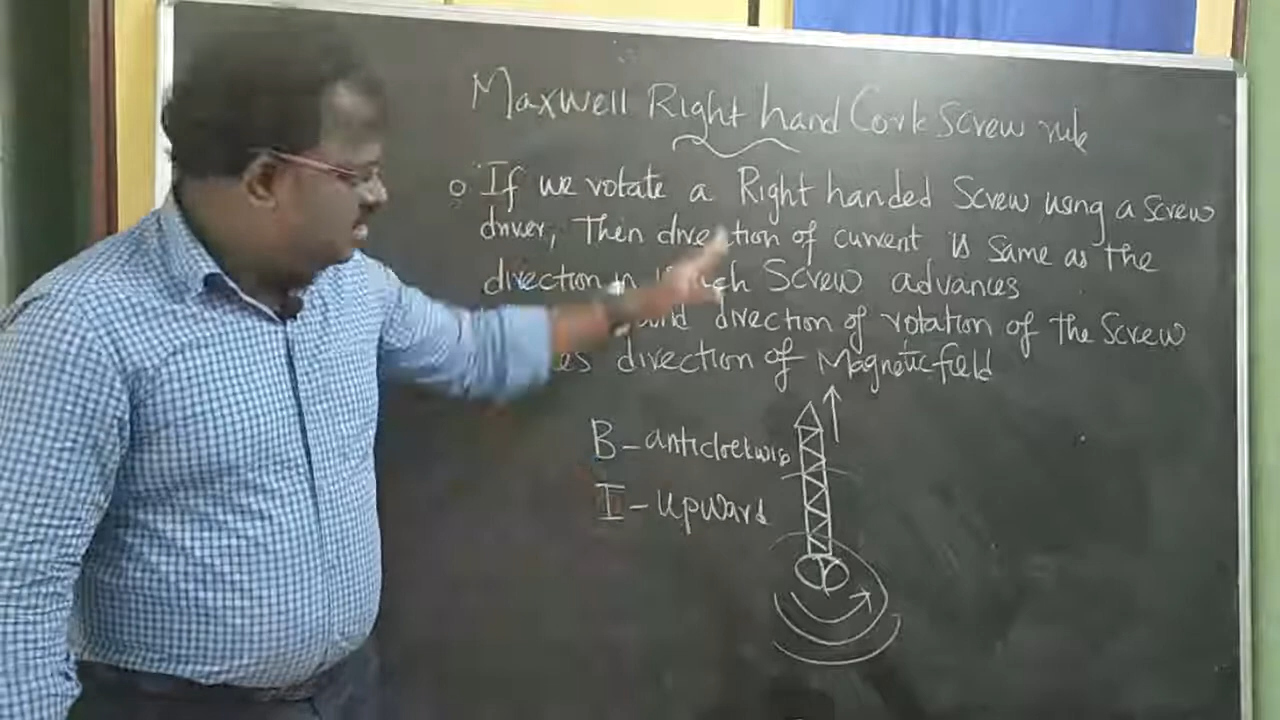 Maxwell Right hand Cork Screw rule
If we rotate a Right handed Screw using a Screw
driver, Then direction of current is Same as the
direction Screw advances
direction of rotation of the Screw
direction of Magnetic field
B - anticlockwise
I - upward